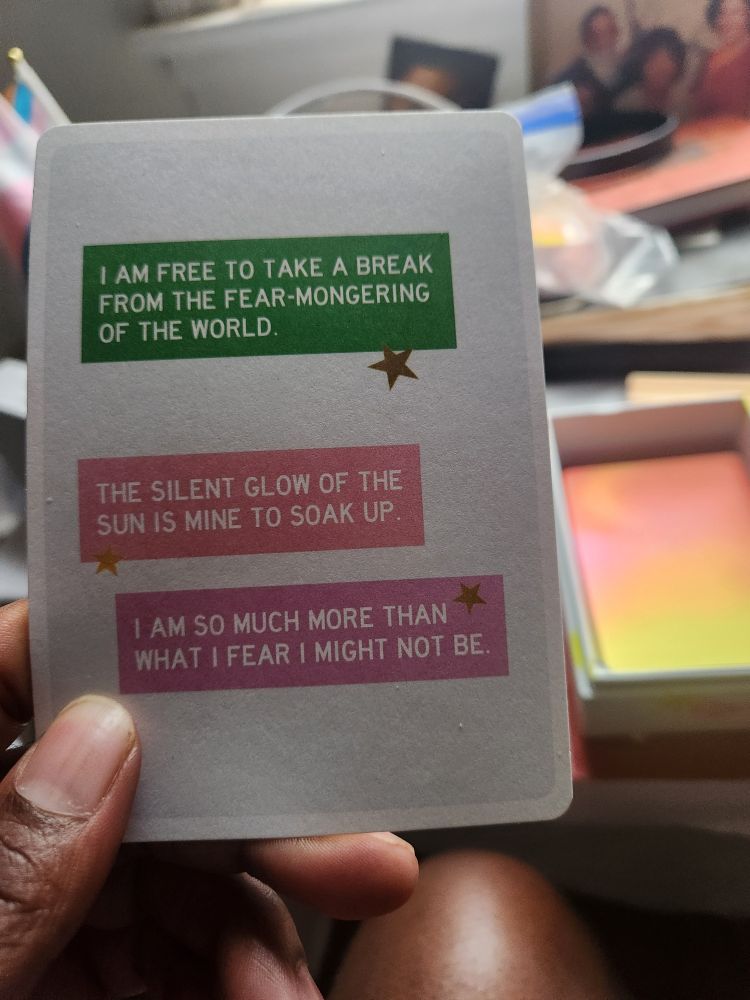 I AM FREE TO TAKE A BREAK
FROM THE FEAR-MONGERING
OF THE WORLD.
THE SILENT GLOW OF THE
SUN IS MINE TO SOAK UP.
I AM SO MUCH MORE THAN
WHAT I FEAR I MIGHT NOT BE.